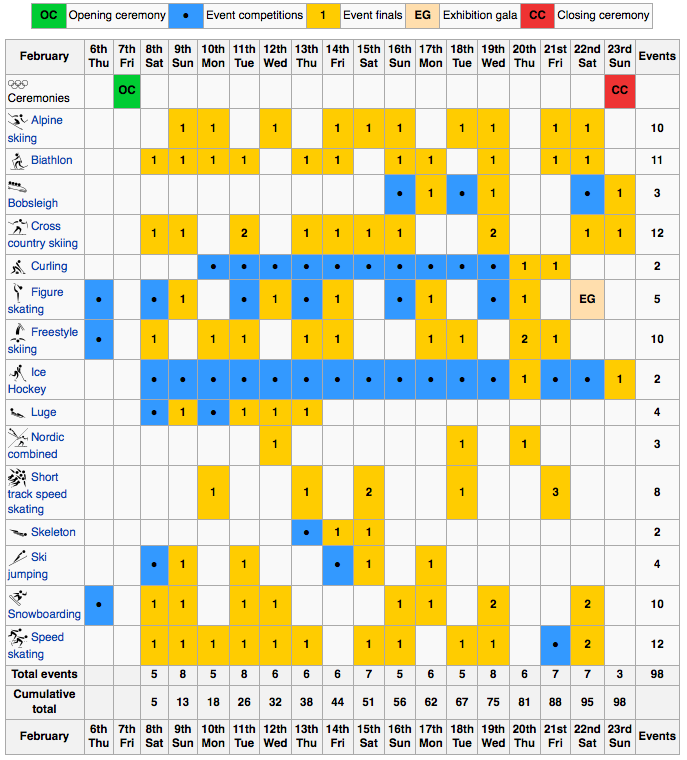 OC Opening ceremony • Event competitions 1 Event finals EG Exhibition gala CC Closing ceremony
February 6th 7th 8th 9th 10th 11th 12th 13th 14th 15th 16th 17th 18th 19th 20th 21st 22nd 23rd Events
Thu Fri Sat Sun Mon Tue Wed Thu Fri Sat Sun Mon Tue Wed Thu Fri Sat Sun
Ceremonies OC CC
Alpine
skiing 1 1 1 1 1 1 1 1 1 1 10
Biathlon 1 1 1 1 1 1 1 1 1 1 1 11
Bobsleigh • 1 • 1 • 1 3
Cross
country skiing 1 1 2 1 1 1 1 2 1 1 12
Curling • • • • • • • • • • 1 1 2
Figure
skating • • 1 • 1 • 1 • 1 • 1 EG 5
Freestyle
skiing • 1 1 1 1 1 1 1 2 1 10
Ice
Hockey • • • • • • • • • • • • 1 • • 1 2
Luge • 1 • 1 1 1 4
Nordic
combined 1 1 1 3
Short
track speed
skating 1 1 2 1 3 8
Skeleton • 1 1 2
Ski
jumping • 1 1 • 1 1 4
Snowboarding • 1 1 1 1 1 1 2 2 10
Speed
skating 1 1 1 1 1 1 1 1 1 1 • 2 12
Total events 5 8 5 8 6 6 6 7 5 6 5 8 6 7 7 3 98
Cumulative
total 5 13 18 26 32 38 44 51 56 62 67 75 81 88 95 98
February 6th 7th 8th 9th 10th 11th 12th 13th 14th 15th 16th 17th 18th 19th 20th 21st 22nd 23rd Events
Thu Fri Sat Sun Mon Tue Wed Thu Fri Sat Sun Mon Tue Wed Thu Fri Sat Sun